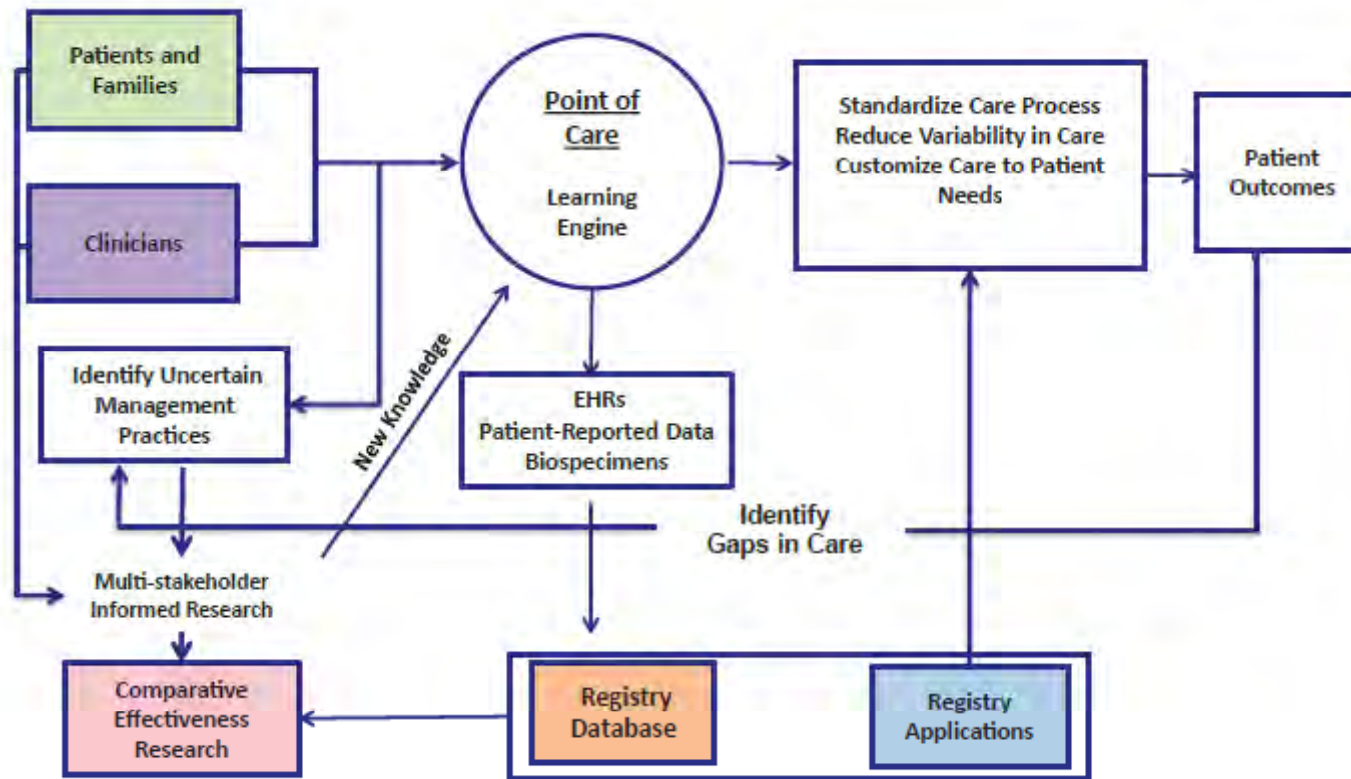 Patients and
Families
Clinicians
Point of
Care
Learning
Engine
Standardize Care Process
Reduce Variability in Care
Customize Care to Patient
Needs
Patient
Outcomes
Identify Uncertain
Management
Practices
New Knowledge
EHRs
Patient-Reported Data
Biospecimens
Identify
Gaps in Care
Multi-stakeholder
Informed Research
Comparative
Effectiveness
Research
Registry
Database
Registry
Applications